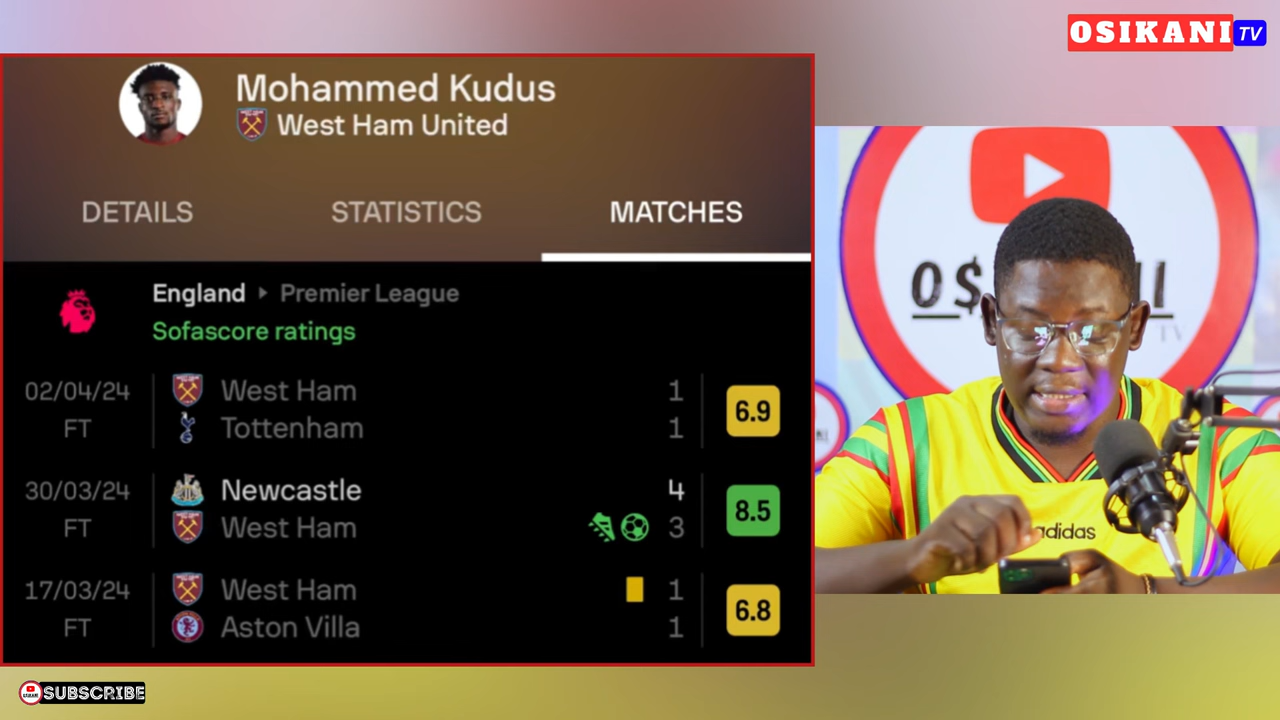 OSIKANI TV
Mohammed Kudus
West Ham United
DETAILS STATISTICS MATCHES
England Premier League
Sofascore ratings
02/04/24 West Ham 1
FT Tottenham 1
6.9
30/03/24 Newcastle 4
FT West Ham 3
8.5
17/03/24 West Ham 1
FT Aston Villa 1
6.8
O$
I
TV
adidas
SUBSCRIBE